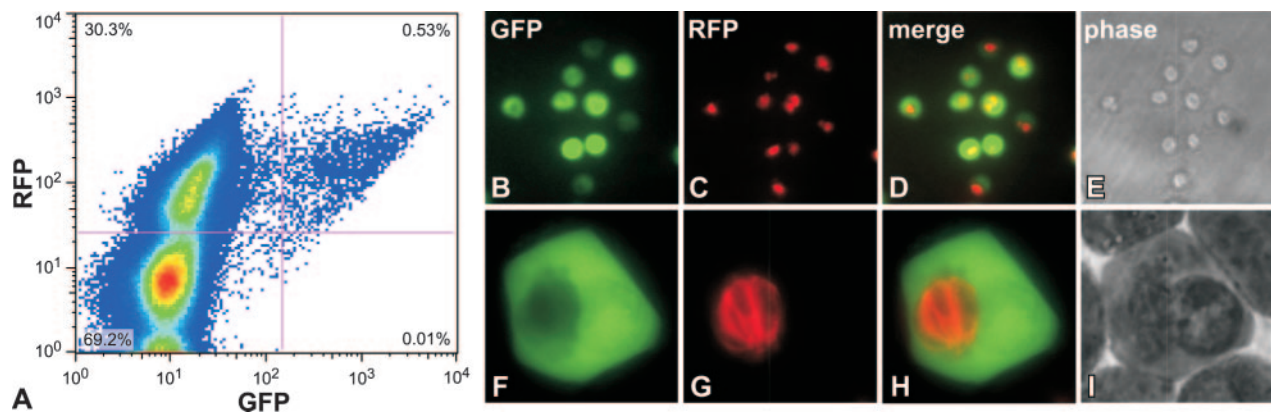 10⁴
30.3%
0.53%
10³
RFP
10²
10¹
69.2%
0.01%
10⁰
10⁰
10¹
10²
10³
10⁴
A
GFP
GFP
RFP
merge
phase
B
C
D
E
F
G
H
I